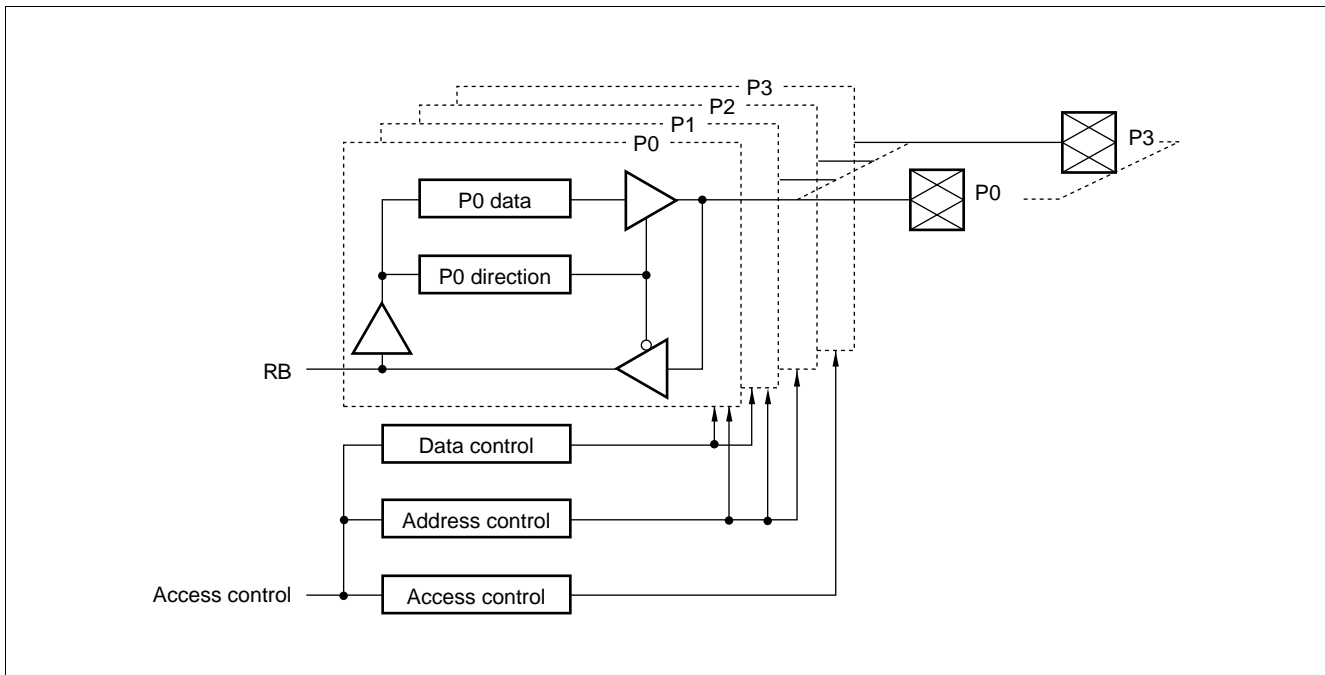 P3
P2
P1
P0
P3
P0 data
P0
P0 direction
RB
Data control
Address control
Access control
Access control